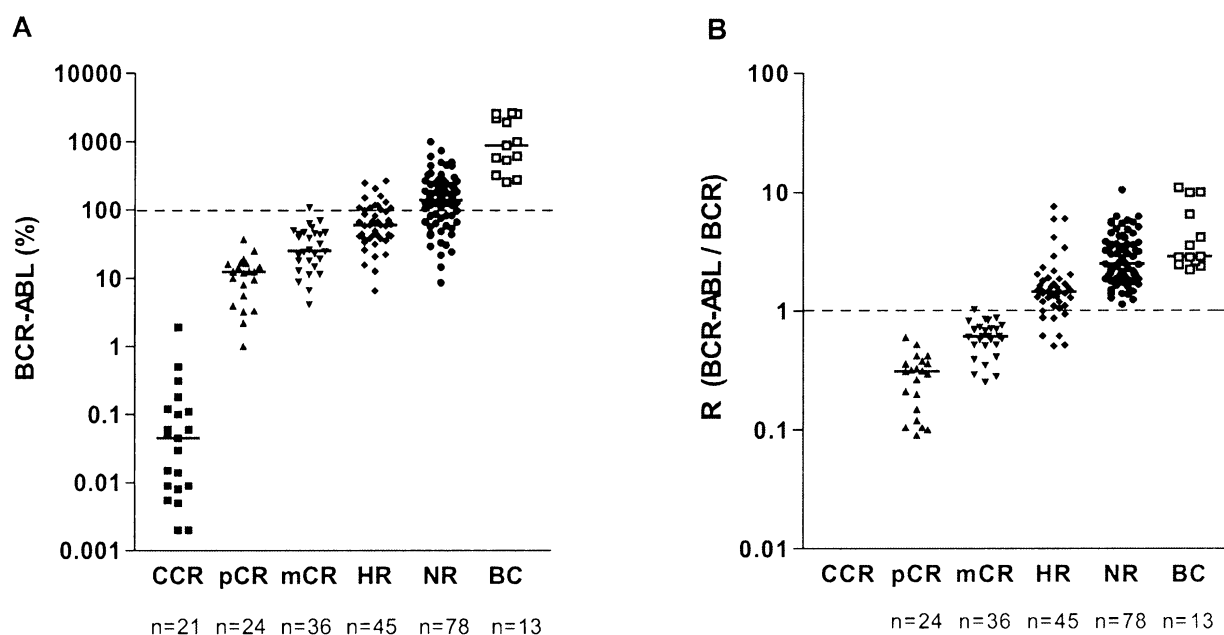 A
BCR-ABL (%)
10000
1000
100
10
1
0.1
0.01
0.001
CCR pCR mCR HR NR BC
n=21 n=24 n=36 n=45 n=78 n=13
B
R (BCR-ABL / BCR)
100
10
1
0.1
0.01
CCR pCR mCR HR NR BC
n=24 n=36 n=45 n=78 n=13